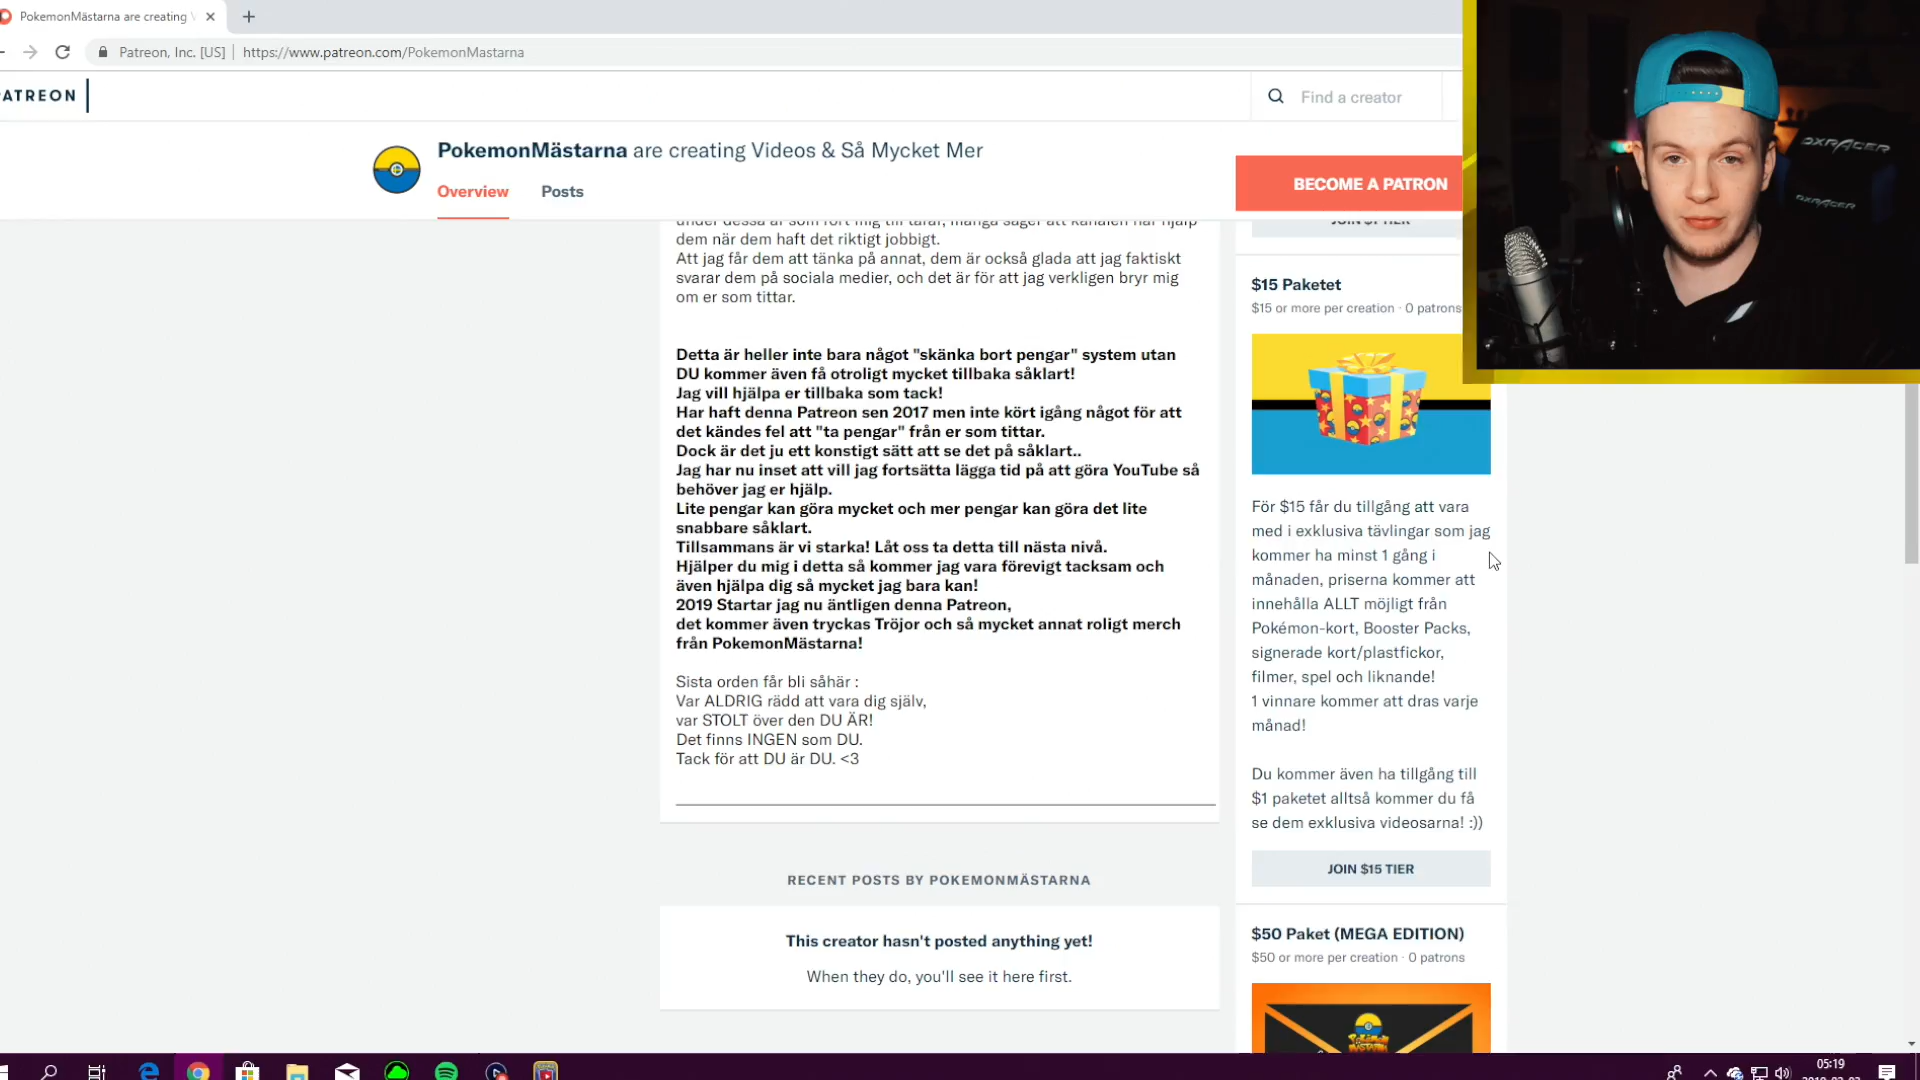 PokemonMästarna are creating
Patreon, Inc. [US]
https://www.patreon.com/PokemonMastarna
ATREON
Find a creator
PokemonMästarna are creating Videos & Så Mycket Mer
Overview
Posts
BECOME A PATRON
dem när dem haft det riktigt jobbigt.
Att jag får dem att tänka på annat, dem är också glada att jag faktiskt
svarar dem på sociala medier, och det är för att jag verkligen bryr mig
om er som tittar.
Detta är heller inte bara något "skänka bort pengar" system utan
DU kommer även få otroligt mycket tillbaka såklart!
Jag vill hjälpa er tillbaka som tack!
Har haft denna Patreon sen 2017 men inte kört igång något för att
det kändes fel att "ta pengar" från er som tittar.
Dock är det ju ett konstigt sätt att se det på såklart..
Jag har nu inset att vill jag fortsätta lägga tid på att göra YouTube så
behöver jag er hjälp.
Lite pengar kan göra mycket och mer pengar kan göra det lite
snabbare såklart.
Tillsammans är vi starka! Låt oss ta detta till nästa nivå.
Hjälper du mig i detta så kommer jag vara förevigt tacksam och
även hjälpa dig så mycket jag bara kan!
2019 Startar jag nu äntligen denna Patreon,
det kommer även tryckas Tröjor och så mycket annat roligt merch
från PokemonMästarna!
Sista orden får bli såhär :
Var ALDRIG rädd att vara dig själv,
var STOLT över den DU ÄR!
Det finns INGEN som DU.
Tack för att DU är DU. <3
RECENT POSTS BY POKEMONMÄSTARNA
This creator hasn't posted anything yet!
When they do, you'll see it here first.
$15 Paketet
$15 or more per creation · 0 patrons
För $15 får du tillgång att vara
med i exklusiva tävlingar som jag
kommer ha minst 1 gång i
månaden, priserna kommer att
innehålla ALLT möjligt från
Pokémon-kort, Booster Packs,
signerade kort/plastfickor,
filmer, spel och liknande!
1 vinnare kommer att dras varje
månad!
Du kommer även ha tillgång till
$1 paketet alltså kommer du få
se dem exklusiva videosarna! :))
JOIN $15 TIER
$50 Paket (MEGA EDITION)
$50 or more per creation · 0 patrons
DXRACER
DXRACER
05:19